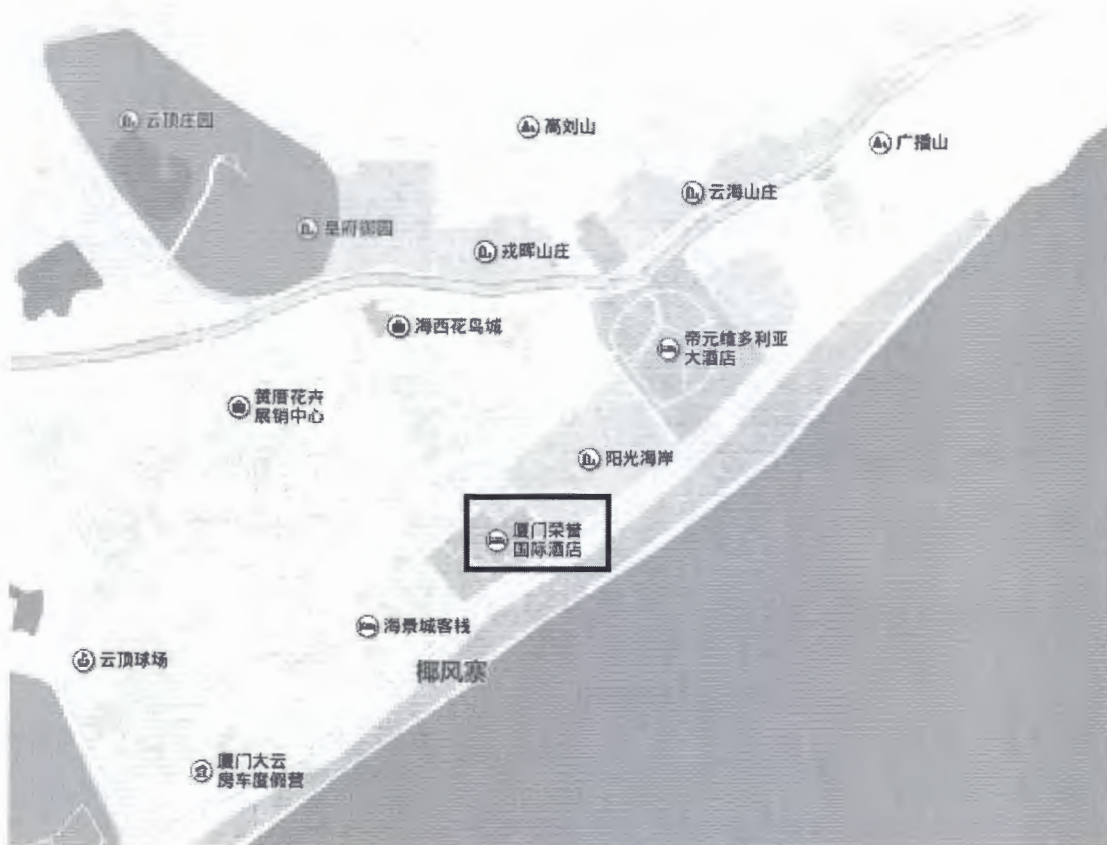 云顶庄园
高刘山
广播山
云海山庄
皇府御园
戎晖山庄
海西花鸟城
帝元维多利亚
大酒店
黄厝花卉
展销中心
阳光海岸
厦门荣誉
国际酒店
海景城客栈
云顶球场
椰风寨
厦门大云
房车度假营